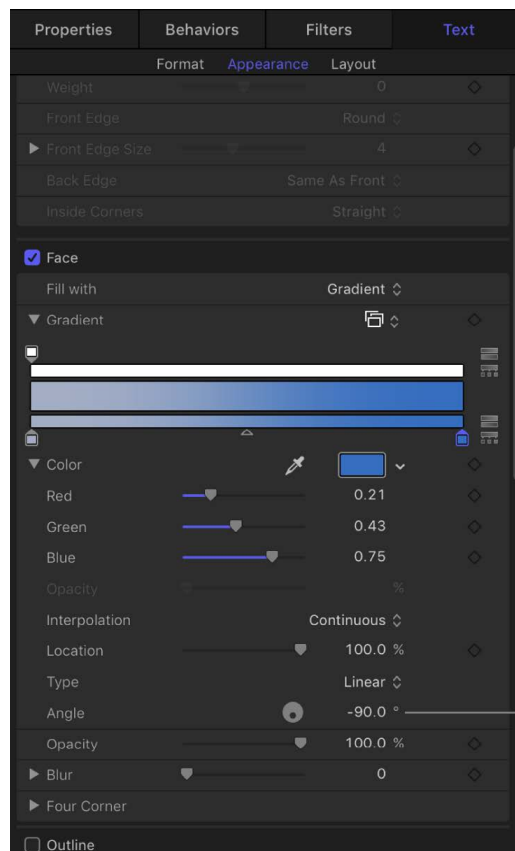 Properties Behaviors Filters Text
Format Appearance Layout
Weight 0
Front Edge Round
Front Edge Size 4
Back Edge Same As Front
Inside Corners Straight
Face
Fill with Gradient
Gradient
Color
Red 0.21
Green 0.43
Blue 0.75
Opacity %
Interpolation Continuous
Location 100.0 %
Type Linear
Angle -90.0 °
Opacity 100.0 %
Blur 0
Four Corner
Outline